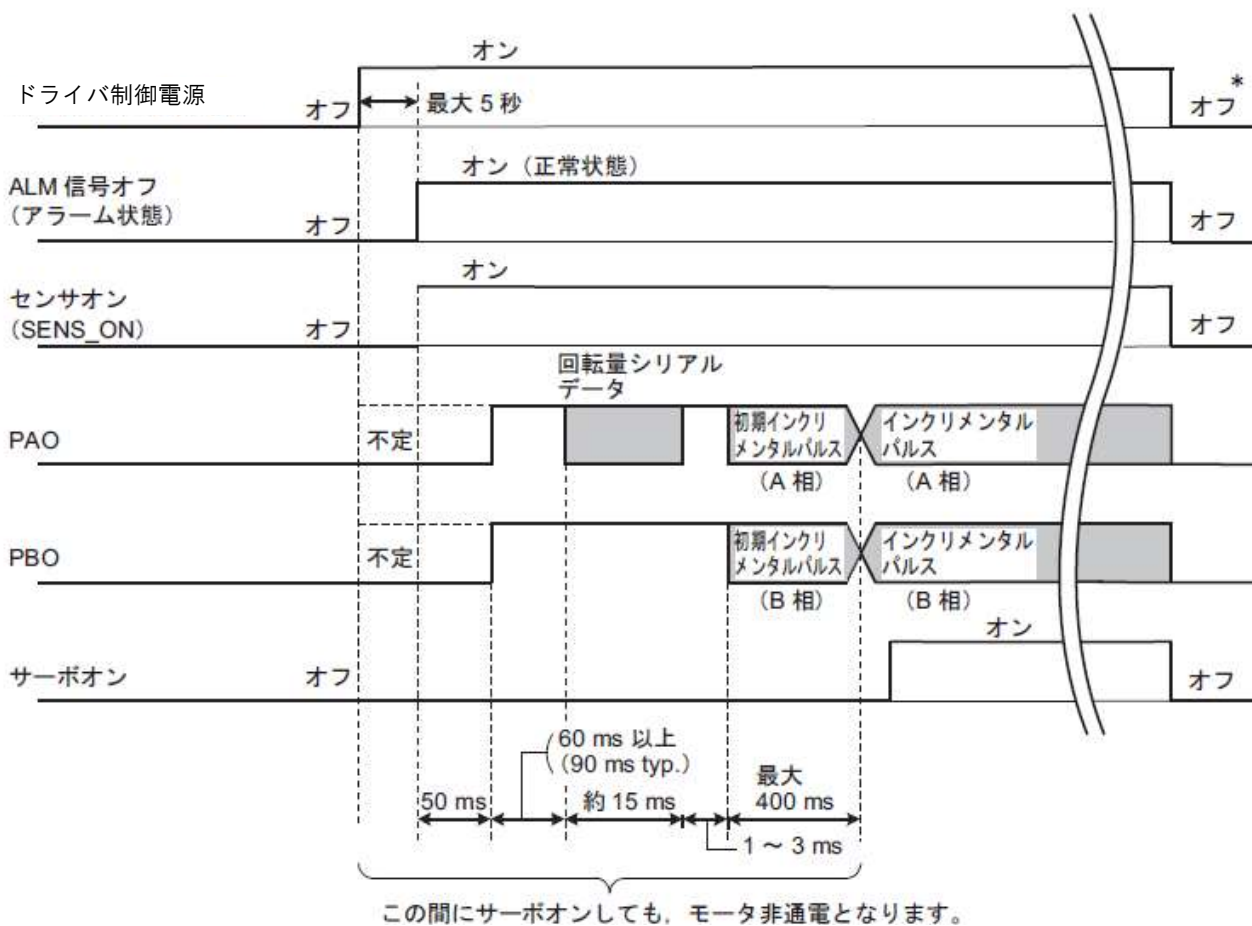 オン
ドライバ制御電源
オフ
最大 5 秒
*
オフ
ALM 信号オフ
(アラーム状態)
オフ
オン（正常状態）
オフ
センサオン
(SENS_ON)
オフ
オン
オフ
回転量シリアル
データ
PAO
不定
初期インクリ
メンタルパルス
インクリメンタル
パルス
(A 相)
(A 相)
PBO
不定
初期インクリ
メンタルパルス
インクリメンタル
パルス
(B 相)
(B 相)
サーボオン
オフ
オン
オフ
60 ms 以上
(90 ms typ.)
50 ms
約 15 ms
最大
400 ms
1 ～ 3 ms
この間にサーボオンしても，モータ非通電となります。